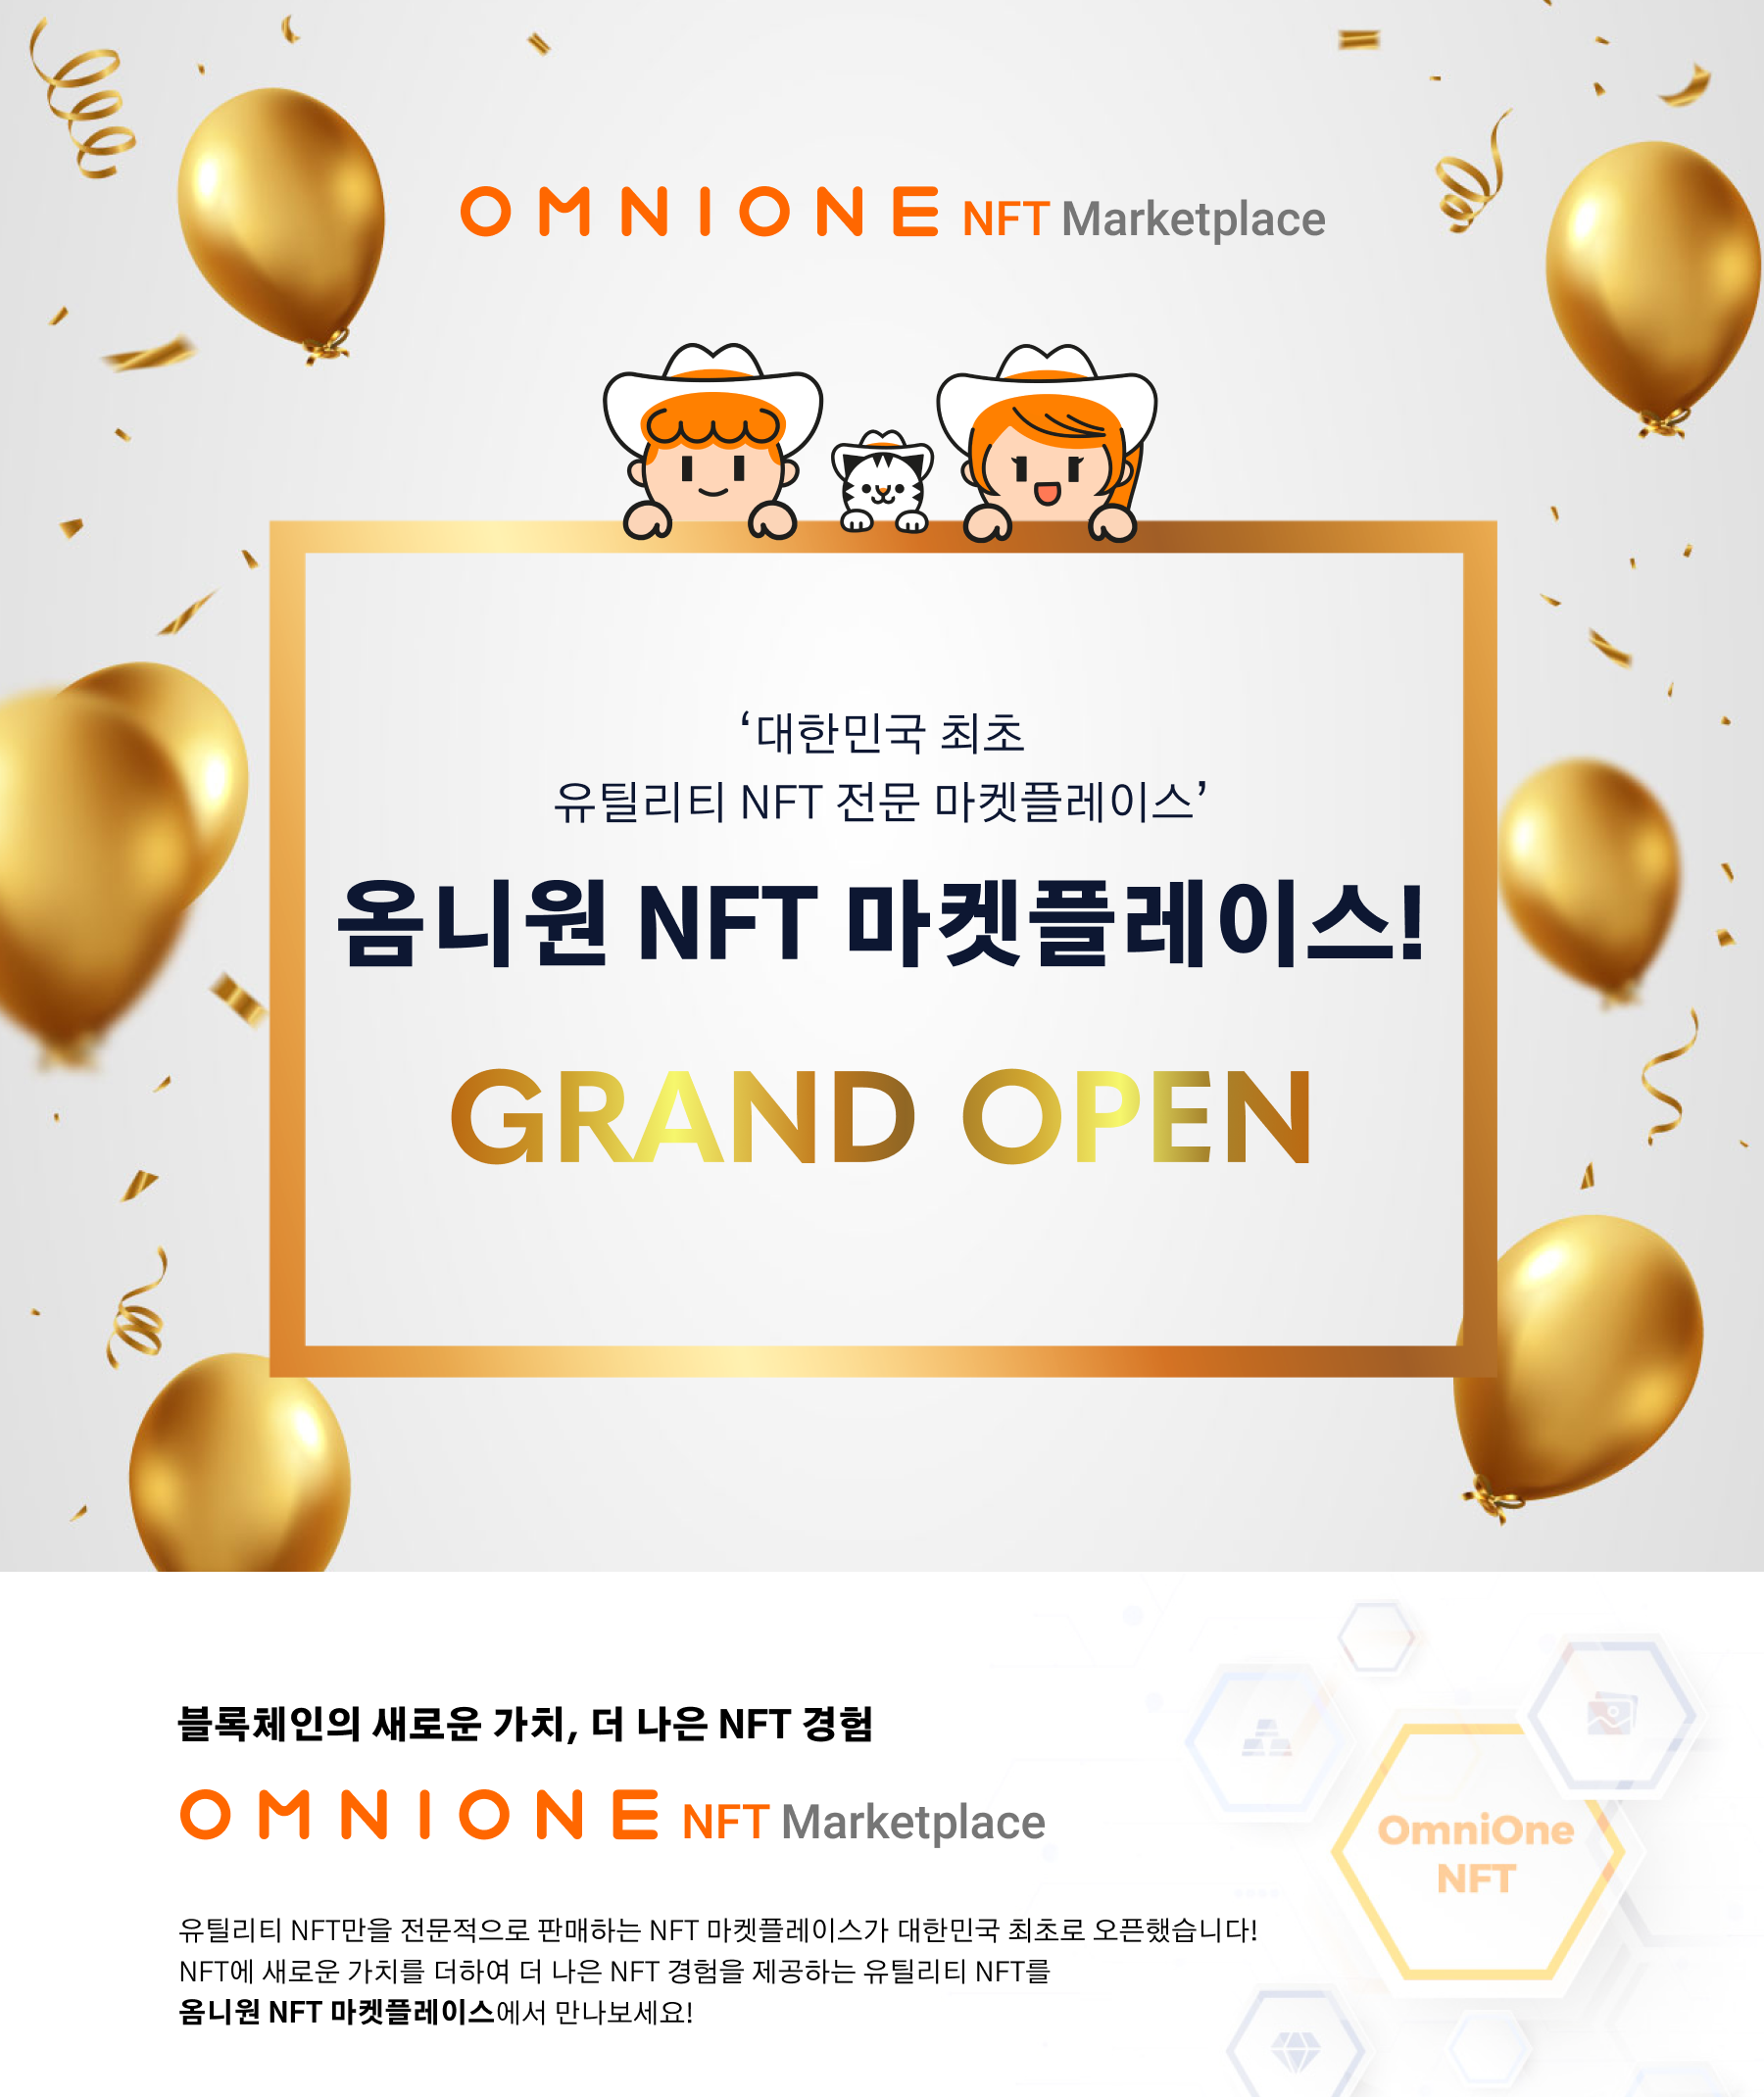 OMNIONE NFT Marketplace
‘대한민국 최초
유틸리티 NFT 전문 마켓플레이스’
옴니원 NFT 마켓플레이스!
GRAND OPEN
블록체인의 새로운 가치, 더 나은 NFT 경험
OMNIONE NFT Marketplace
OmniOne
NFT
유틸리티 NFT만을 전문적으로 판매하는 NFT 마켓플레이스가 대한민국 최초로 오픈했습니다!
NFT에 새로운 가치를 더하여 더 나은 NFT 경험을 제공하는 유틸리티 NFT를
옴니원 NFT 마켓플레이스에서 만나보세요!